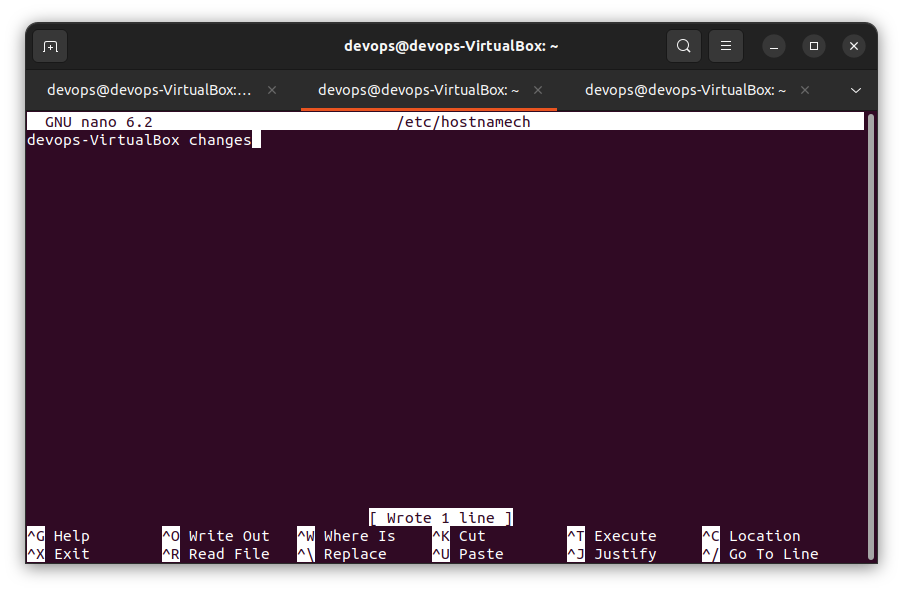 devops@devops-VirtualBox: ~
devops@devops-VirtualBox:... × devops@devops-VirtualBox: ~ × devops@devops-VirtualBox: ~ ×
GNU nano 6.2 /etc/hostnamech
devops-VirtualBox changes
[ Wrote 1 line ]
^G Help ^O Write Out ^W Where Is ^K Cut ^T Execute ^C Location
^X Exit ^R Read File ^\ Replace ^U Paste ^J Justify ^/ Go To Line